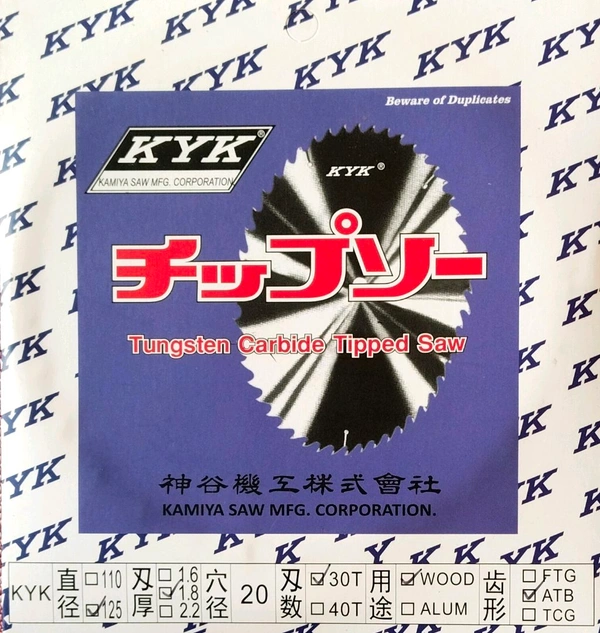 Beware of Duplicates
KYK®
KAMIYA SAW MFG. CORPORATION
KYK®
チップソー
Tungsten Carbide Tipped Saw
神谷機工株式會社
KAMIYA SAW MFG. CORPORATION.
KYK 直径 □110 ☑125 刃厚 □1.6 ☑1.8 □2.2 穴径 20 刃数 ☑30T □40T 用途 ☑WOOD □ALUM 齿形 □FTG ☑ATB □TCG